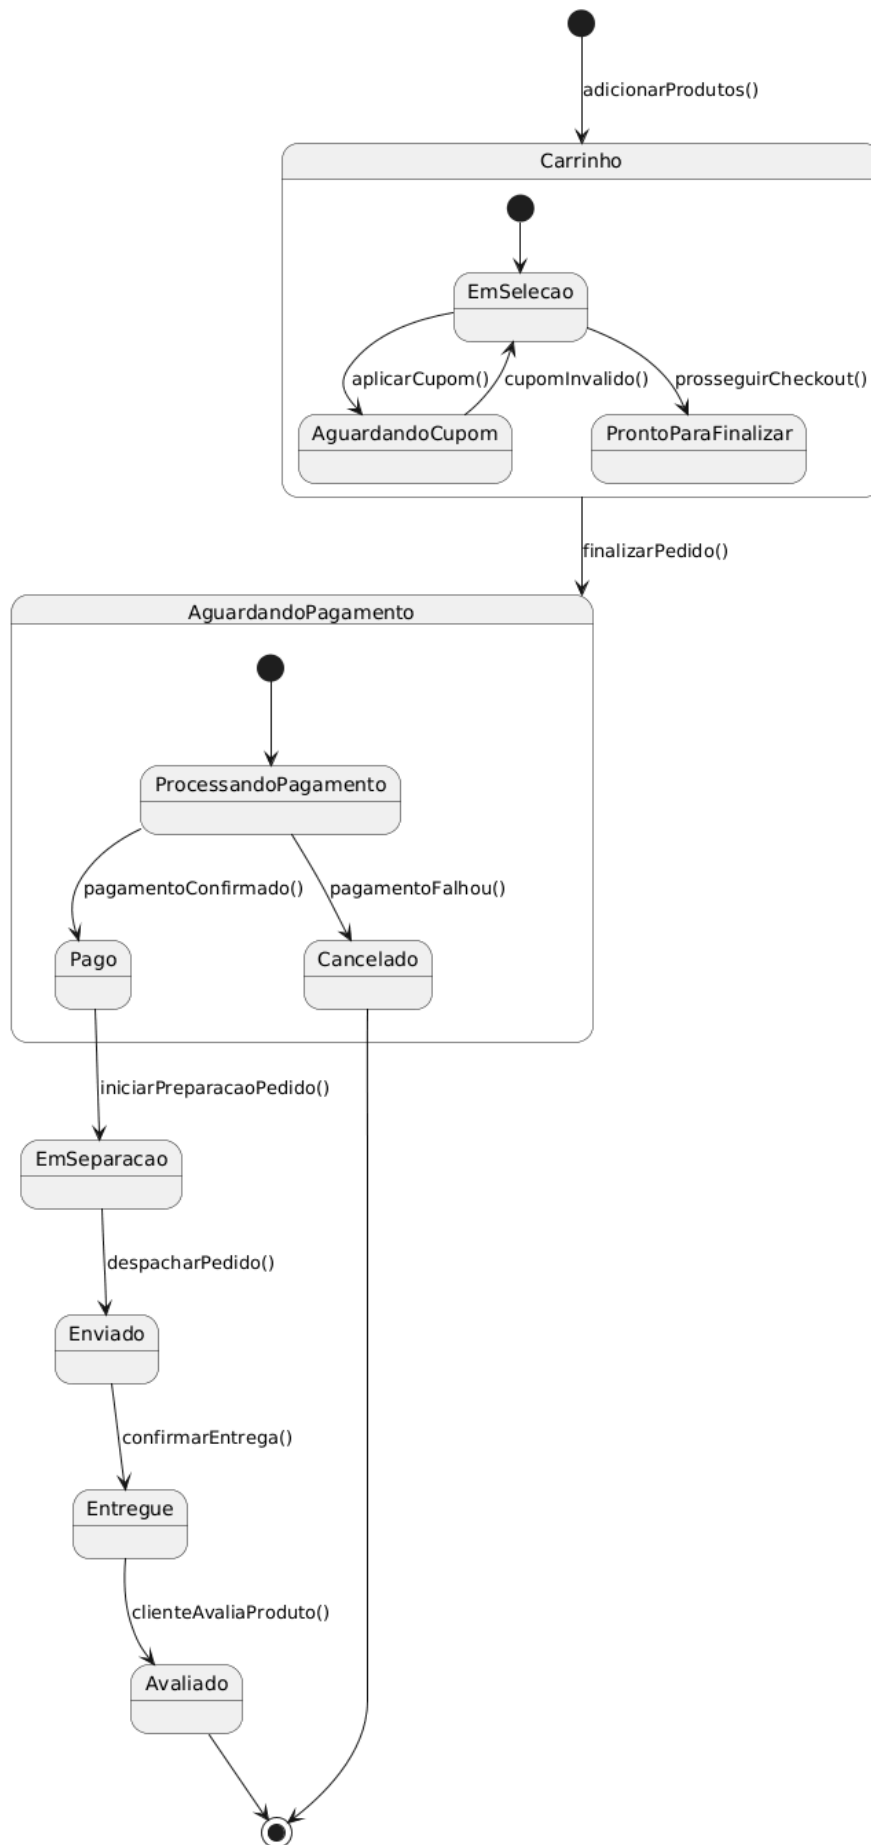 adicionarProdutos()
Carrinho
EmSelecao
aplicarCupom()
cupomInvalido()
prosseguirCheckout()
AguardandoCupom
ProntoParaFinalizar
finalizarPedido()
AguardandoPagamento
ProcessandoPagamento
pagamentoConfirmado()
pagamentoFalhou()
Pago
Cancelado
iniciarPreparacaoPedido()
EmSeparacao
despacharPedido()
Enviado
confirmarEntrega()
Entregue
clienteAvaliaProduto()
Avaliado